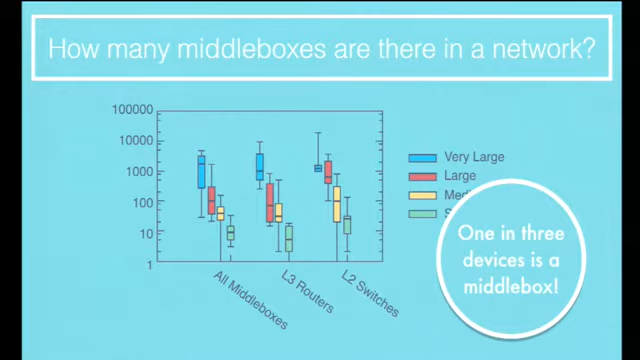 How many middleboxes are there in a network?
100000
10000
1000
100
10
1
All Middleboxes
L3 Routers
L2 Switches
Very Large
Large
One in three
devices is a
middlebox!